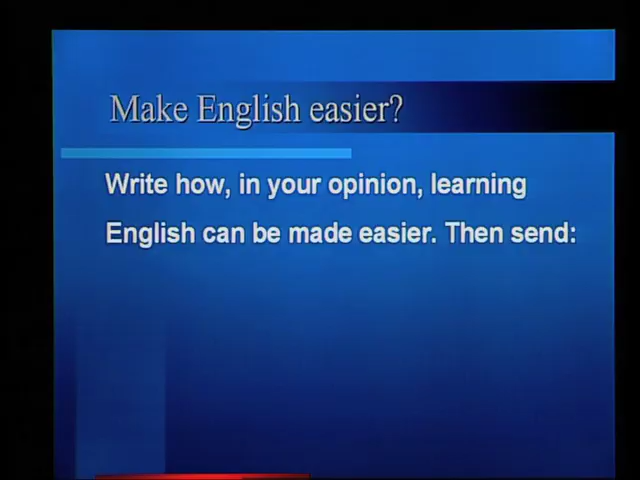 Make English easier?
Write how, in your opinion, learning
English can be made easier. Then send: